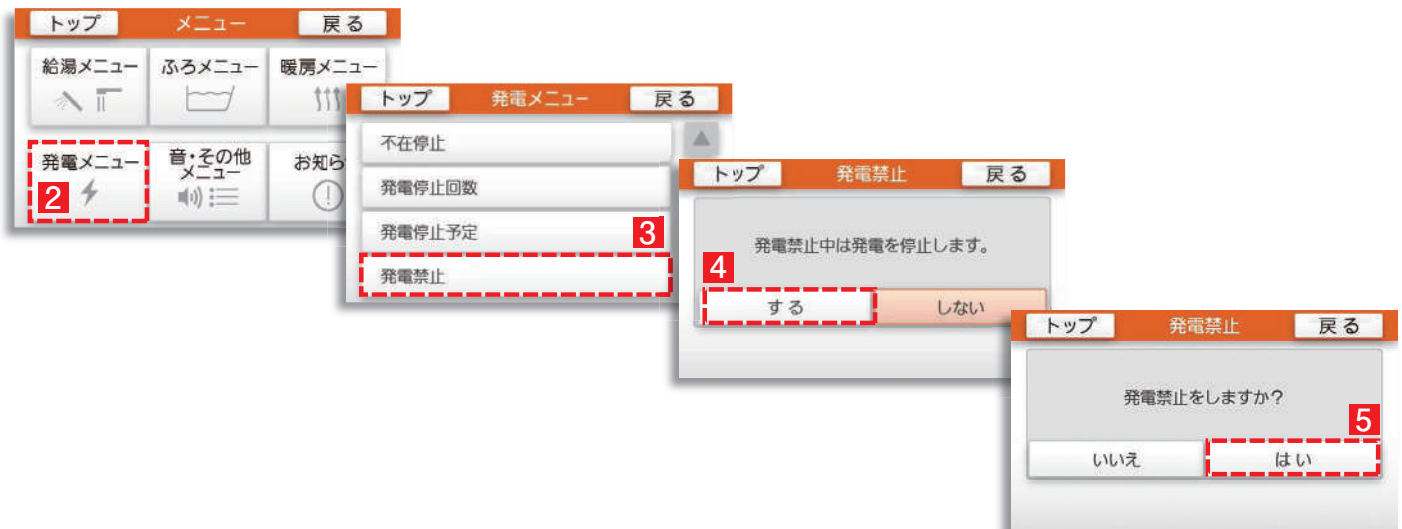 トップ メニュー 戻る
給湯メニュー ふろメニュー 暖房メニュー
発電メニュー 音・その他 お知ら
メニュー
2
トップ 発電メニュー 戻る
不在停止
発電停止回数
発電停止予定
3
発電禁止
トップ 発電禁止 戻る
発電禁止中は発電を停止します。
4
する しない
トップ 発電禁止 戻る
発電禁止をしますか?
5
いいえ はい